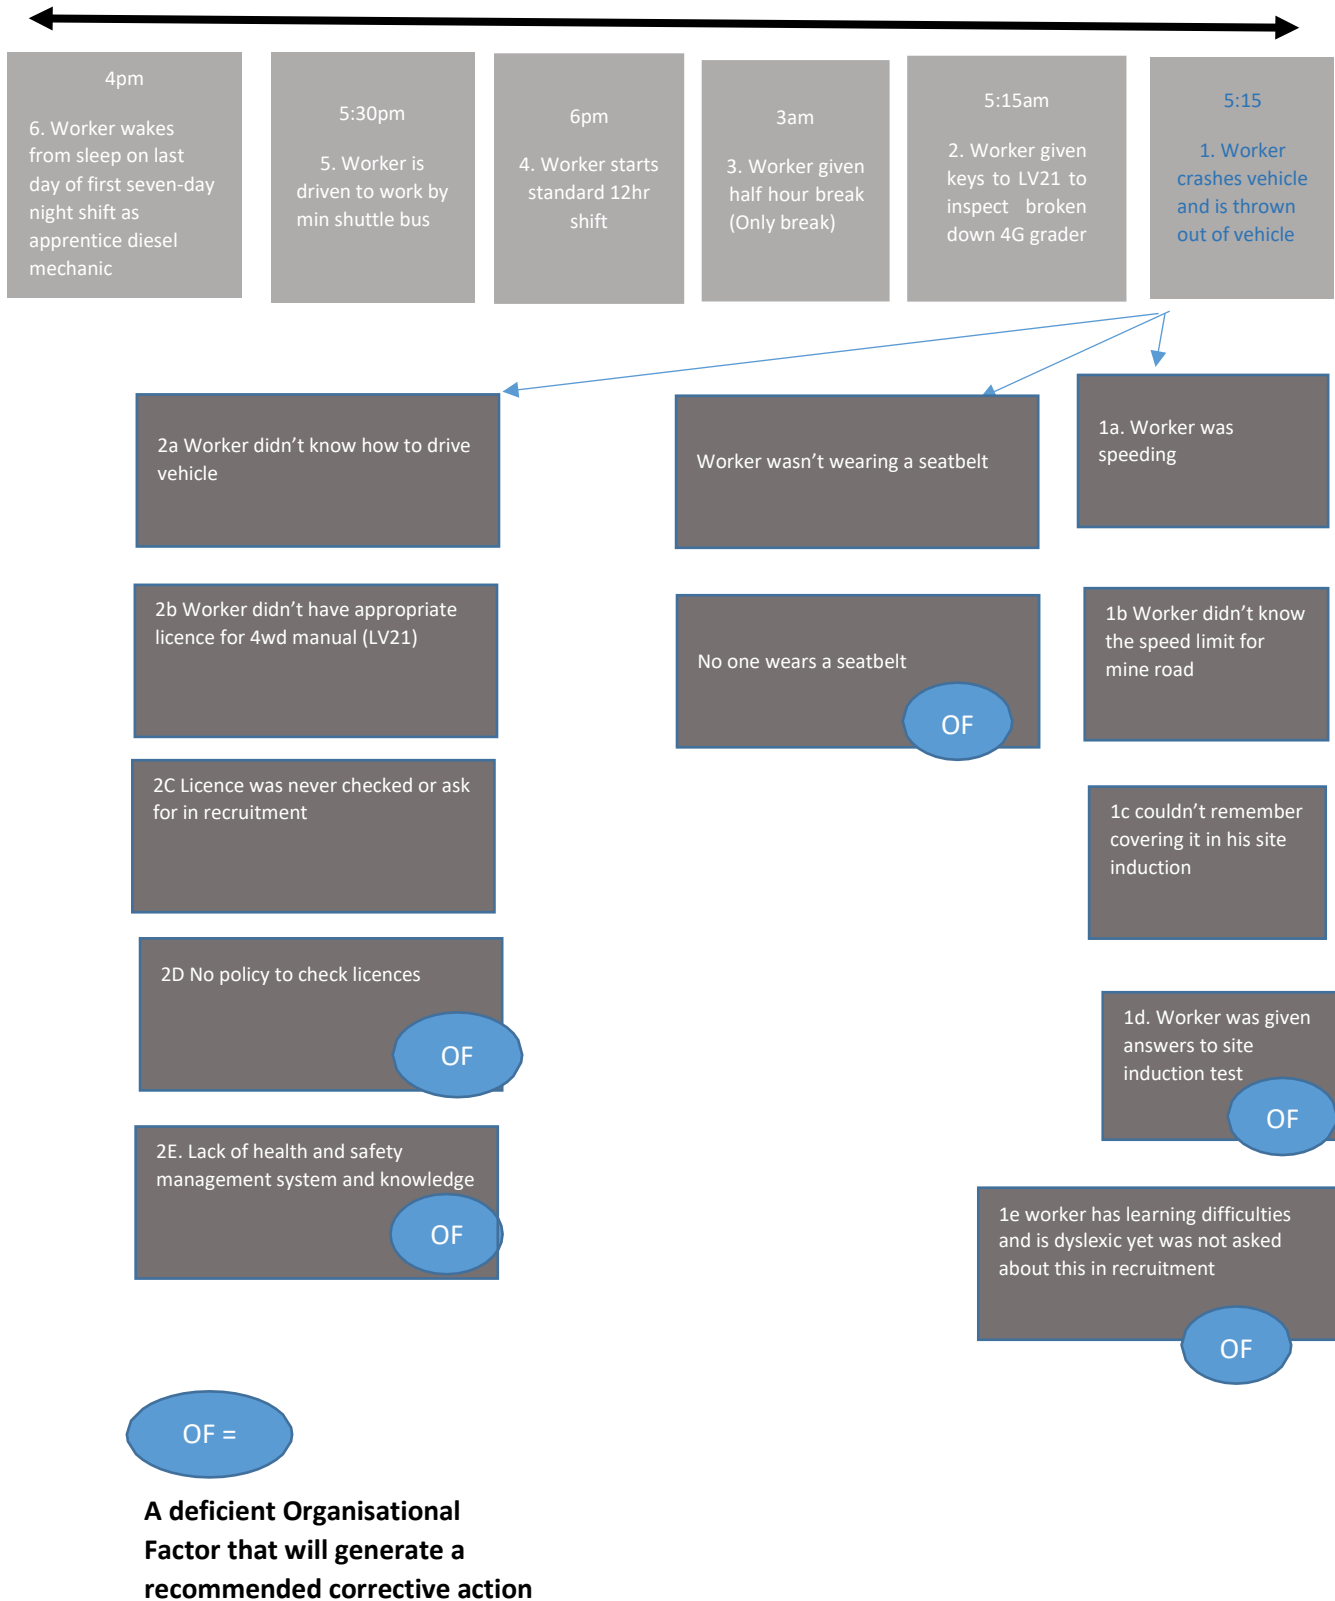 4pm
6. Worker wakes
from sleep on last
day of first seven-day
night shift as
apprentice diesel
mechanic
5:30pm
5. Worker is
driven to work by
min shuttle bus
6pm
4. Worker starts
standard 12hr
shift
3am
3. Worker given
half hour break
(Only break)
5:15am
2. Worker given
keys to LV21 to
inspect broken
down 4G grader
5:15
1. Worker
crashes vehicle
and is thrown
out of vehicle
2a Worker didn’t know how to drive
vehicle
Worker wasn’t wearing a seatbelt
1a. Worker was
speeding
2b Worker didn’t have appropriate
licence for 4wd manual (LV21)
No one wears a seatbelt
OF
1b Worker didn’t know
the speed limit for
mine road
2C Licence was never checked or ask
for in recruitment
1c couldn’t remember
covering it in his site
induction
2D No policy to check licences
OF
1d. Worker was given
answers to site
induction test
OF
2E. Lack of health and safety
management system and knowledge
OF
1e worker has learning difficulties
and is dyslexic yet was not asked
about this in recruitment
OF
OF =
A deficient Organisational
Factor that will generate a
recommended corrective action